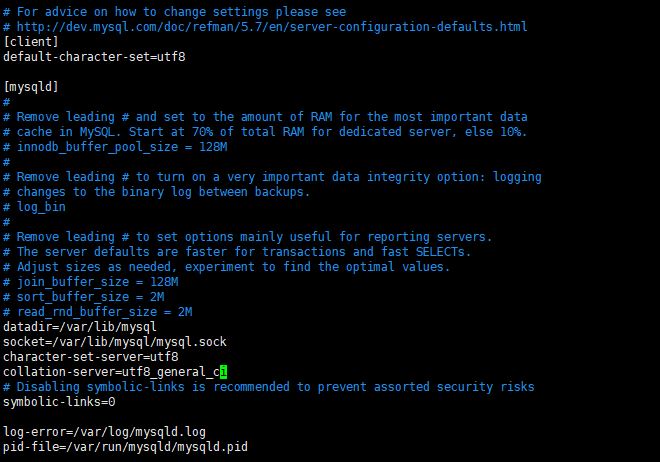 # For advice on how to change settings please see
# http://dev.mysql.com/doc/refman/5.7/en/server-configuration-defaults.html
[client]
default-character-set=utf8
[mysqld]
#
# Remove leading # and set to the amount of RAM for the most important data
# cache in MySQL. Start at 70% of total RAM for dedicated server, else 10%.
# innodb_buffer_pool_size = 128M
#
# Remove leading # to turn on a very important data integrity option: logging
# changes to the binary log between backups.
# log_bin
#
# Remove leading # to set options mainly useful for reporting servers.
# The server defaults are faster for transactions and fast SELECTs.
# Adjust sizes as needed, experiment to find the optimal values.
# join_buffer_size = 128M
# sort_buffer_size = 2M
# read_rnd_buffer_size = 2M
datadir=/var/lib/mysql
socket=/var/lib/mysql/mysql.sock
character-set-server=utf8
collation-server=utf8_general_ci
# Disabling symbolic-links is recommended to prevent assorted security risks
symbolic-links=0
log-error=/var/log/mysqld.log
pid-file=/var/run/mysqld/mysqld.pid